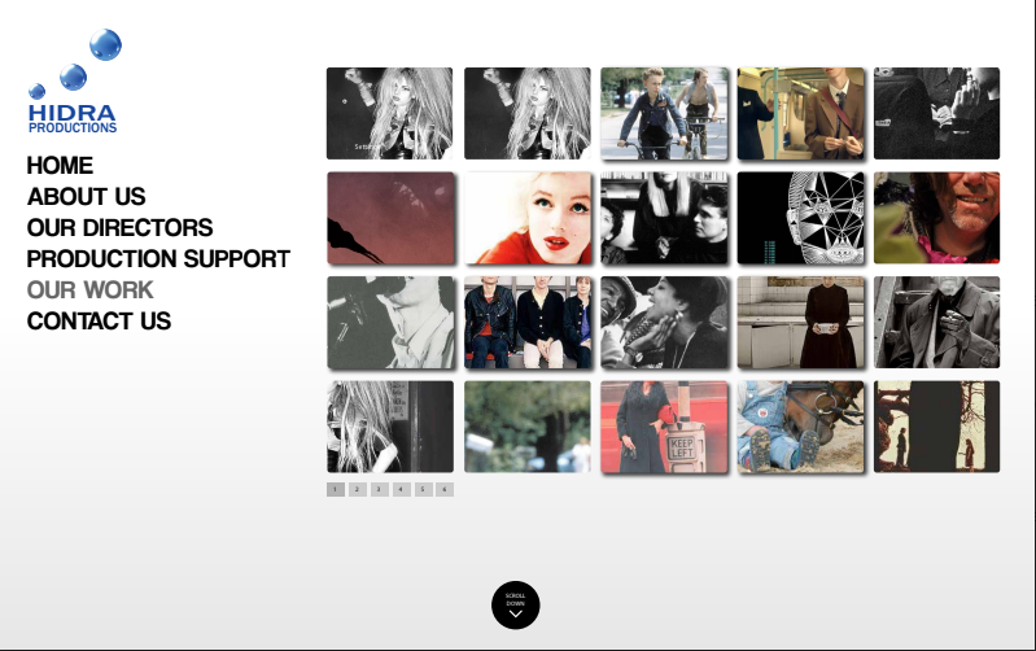 HIDRA
PRODUCTIONS
HOME
ABOUT US
OUR DIRECTORS
PRODUCTION SUPPORT
OUR WORK
CONTACT US
KEEP
LEFT
1 2 3 4 5 6
SCROLL
DOWN